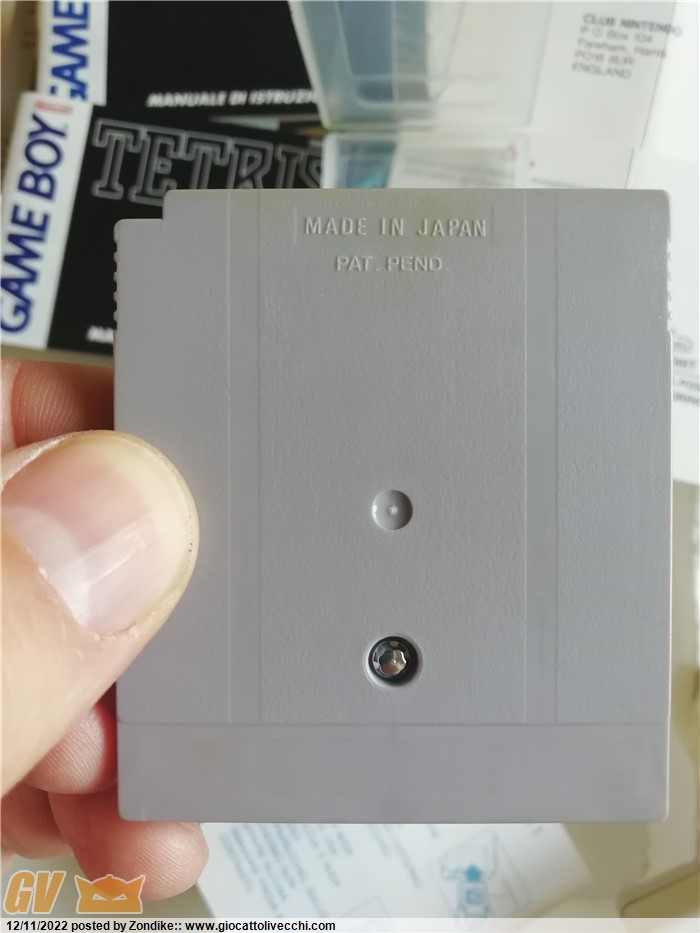 GAME
MANUALE DI ISTRUZI
CLUB NINTENDO
P.O. Box 104
Fareham, Hants
PO16 8UR
ENGLAND
GAME BOY
TETRIS
MADE IN JAPAN
PAT. PEND.
GV
12/11/2022 posted by Zondike:: www.giocattolivecchi.com